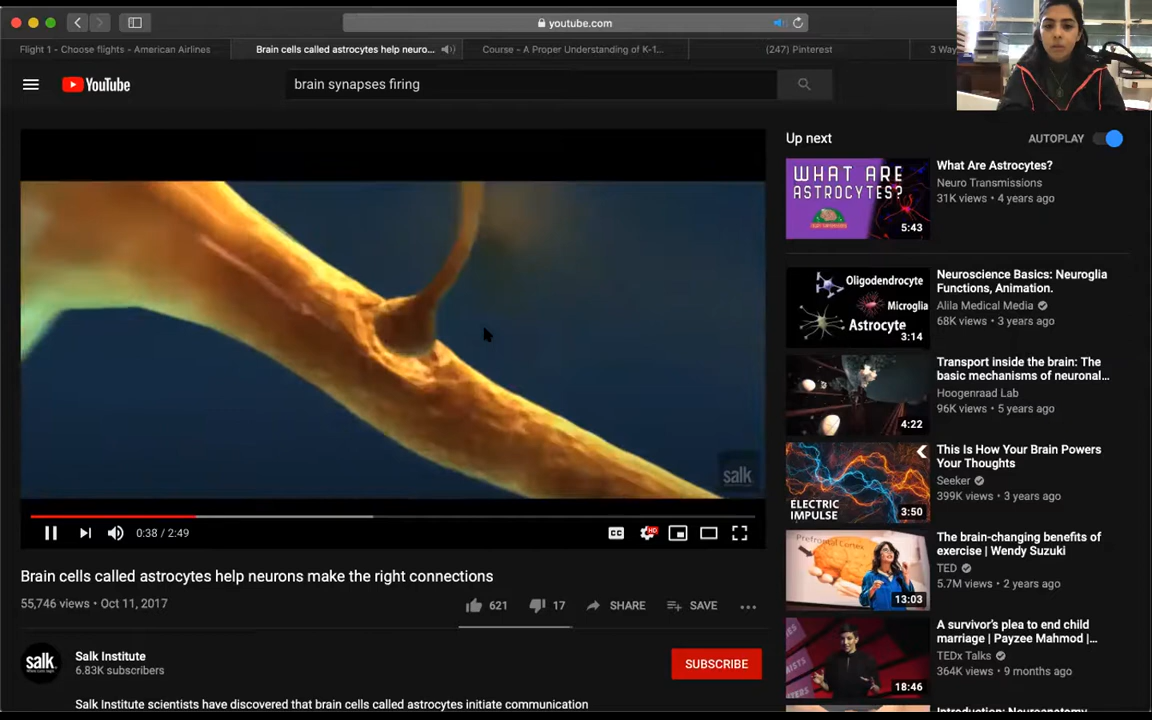 youtube.com
Flight 1 - Choose flights - American Airlines
Brain cells called astrocytes help neuro...
Course - A Proper Understanding of K-1...
(247) Pinterest
3 Way
YouTube
brain synapses firing
salk
0:38 / 2:49
CC
HD
Brain cells called astrocytes help neurons make the right connections
55,746 views • Oct 11, 2017
621
17
SHARE
SAVE
salk
Salk Institute
6.83K subscribers
SUBSCRIBE
Salk Institute scientists have discovered that brain cells called astrocytes initiate communication
Up next
AUTOPLAY
WHAT ARE
ASTROCYTES?
5:43
What Are Astrocytes?
Neuro Transmissions
31K views • 4 years ago
Oligodendrocyte
Microglia
Astrocyte
3:14
Neuroscience Basics: Neuroglia
Functions, Animation.
Alila Medical Media
68K views • 3 years ago
4:22
Transport inside the brain: The
basic mechanisms of neuronal...
Hoogenraad Lab
96K views • 5 years ago
ELECTRIC
IMPULSE
3:50
This Is How Your Brain Powers
Your Thoughts
Seeker
399K views • 3 years ago
Prefrontal Cortex
13:03
The brain-changing benefits of
exercise | Wendy Suzuki
TED
5.7M views • 2 years ago
18:46
A survivor's plea to end child
marriage | Payzee Mahmod |...
TEDx Talks
364K views • 9 months ago
Introduction: Neuroanatomy